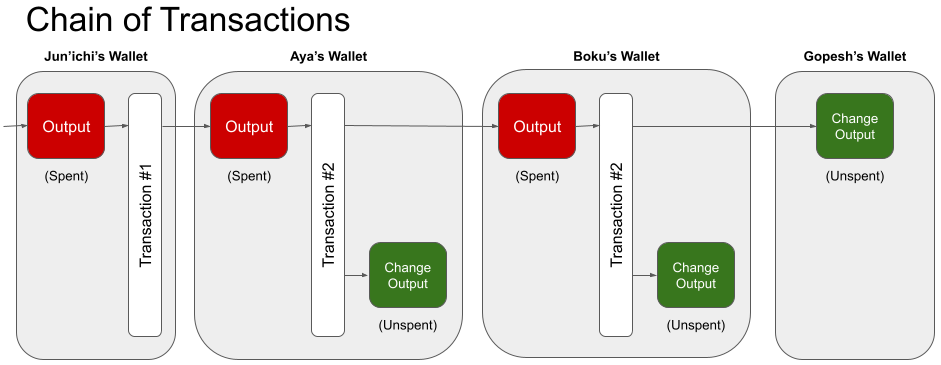 Chain of Transactions
Jun’ichi’s Wallet
Aya’s Wallet
Boku’s Wallet
Gopesh’s Wallet
Output
(Spent)
Transaction #1
Output
(Spent)
Transaction #2
Change
Output
(Unspent)
Output
(Spent)
Transaction #2
Change
Output
(Unspent)
Change
Output
(Unspent)